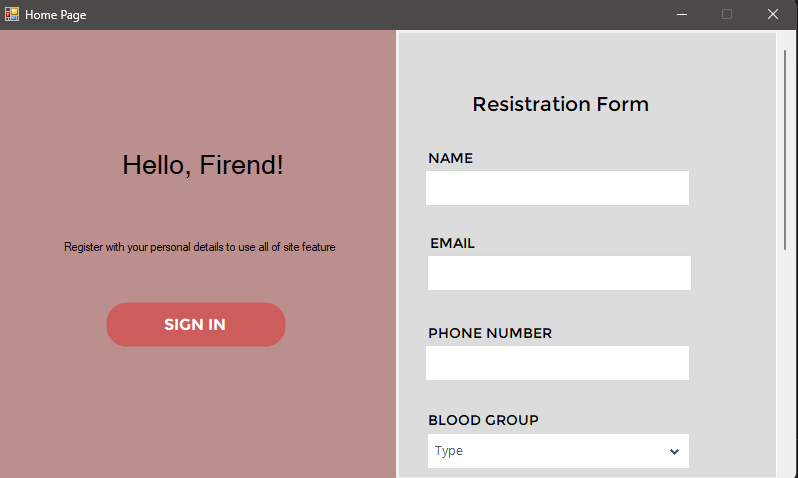 Home Page
Hello, Firend!
Register with your personal details to use all of site feature
SIGN IN
Resistration Form
NAME
EMAIL
PHONE NUMBER
BLOOD GROUP
Type